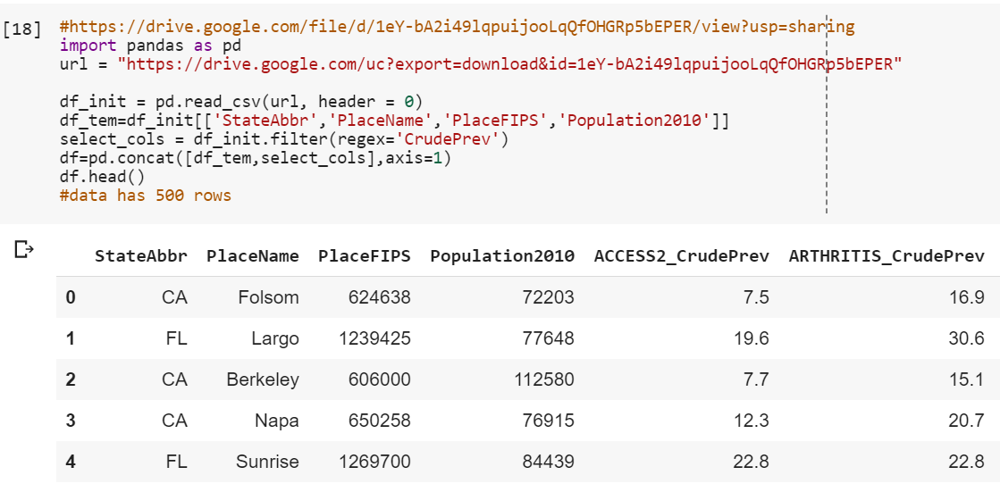 [18] #https://drive.google.com/file/d/1eY-bA2i49lqpuijooLqQfOHGRp5bEPER/view?usp=sharing
import pandas as pd
url = "https://drive.google.com/uc?export=download&id=1eY-bA2i49lqpuijooLqQfOHGRp5bEPER"
df_init = pd.read_csv(url, header = 0)
df_tem=df_init[['StateAbbr','PlaceName','PlaceFIPS','Population2010']]
select_cols = df_init.filter(regex='CrudePrev')
df=pd.concat([df_tem,select_cols],axis=1)
df.head()
#data has 500 rows
StateAbbr PlaceName PlaceFIPS Population2010 ACCESS2_CrudePrev ARTHRITIS_CrudePrev
0 CA Folsom 624638 72203 7.5 16.9
1 FL Largo 1239425 77648 19.6 30.6
2 CA Berkeley 606000 112580 7.7 15.1
3 CA Napa 650258 76915 12.3 20.7
4 FL Sunrise 1269700 84439 22.8 22.8